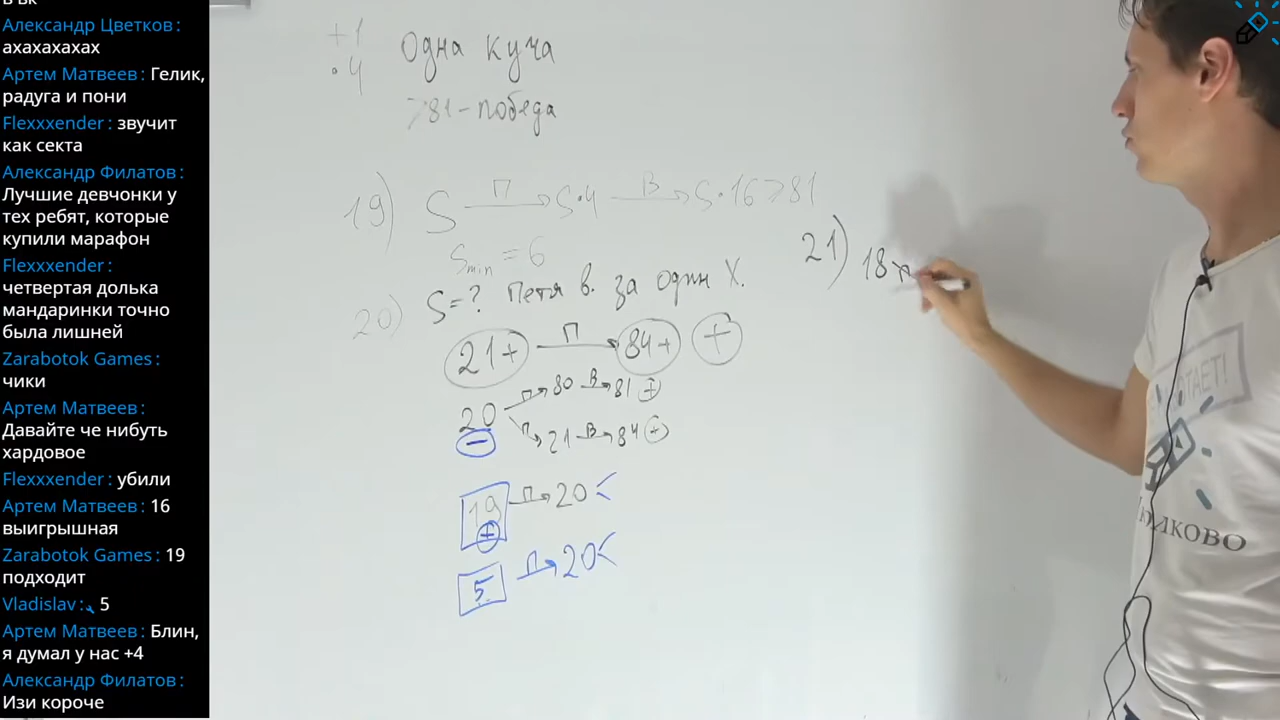 в вк
Александр Цветков :
ахахахахах
Артем Матвеев : Гелик,
радуга и пони
Flexxxender : звучит
как секта
Александр Филатов :
Лучшие девчонки у
тех ребят, которые
купили марафон
Flexxxender :
четвертая долька
мандаринки точно
была лишней
Zarabotok Games :
чики
Артем Матвеев :
Давайте че нибуть
хардовое
Flexxxender : убили
Артем Матвеев : 16
выигрышная
Zarabotok Games : 19
подходит
Vladislav : 5
Артем Матвеев : Блин,
я думал у нас +4
Александр Филатов :
Изи короче
+1
·4
Одна куча
⩾81 - победа
19) S П→ S·4 В→ S·16 ⩾ 81
Smin = 6
20) S = ? Петя в. за один х.
21+ П→ 84+ +
20 П→ 80 В→ 81 +
П→ 21 В→ 84 +
−
19 П→ 20 <
+
5 П→ 20 <
21) 18
ТАЕТ!
ЛКОВО